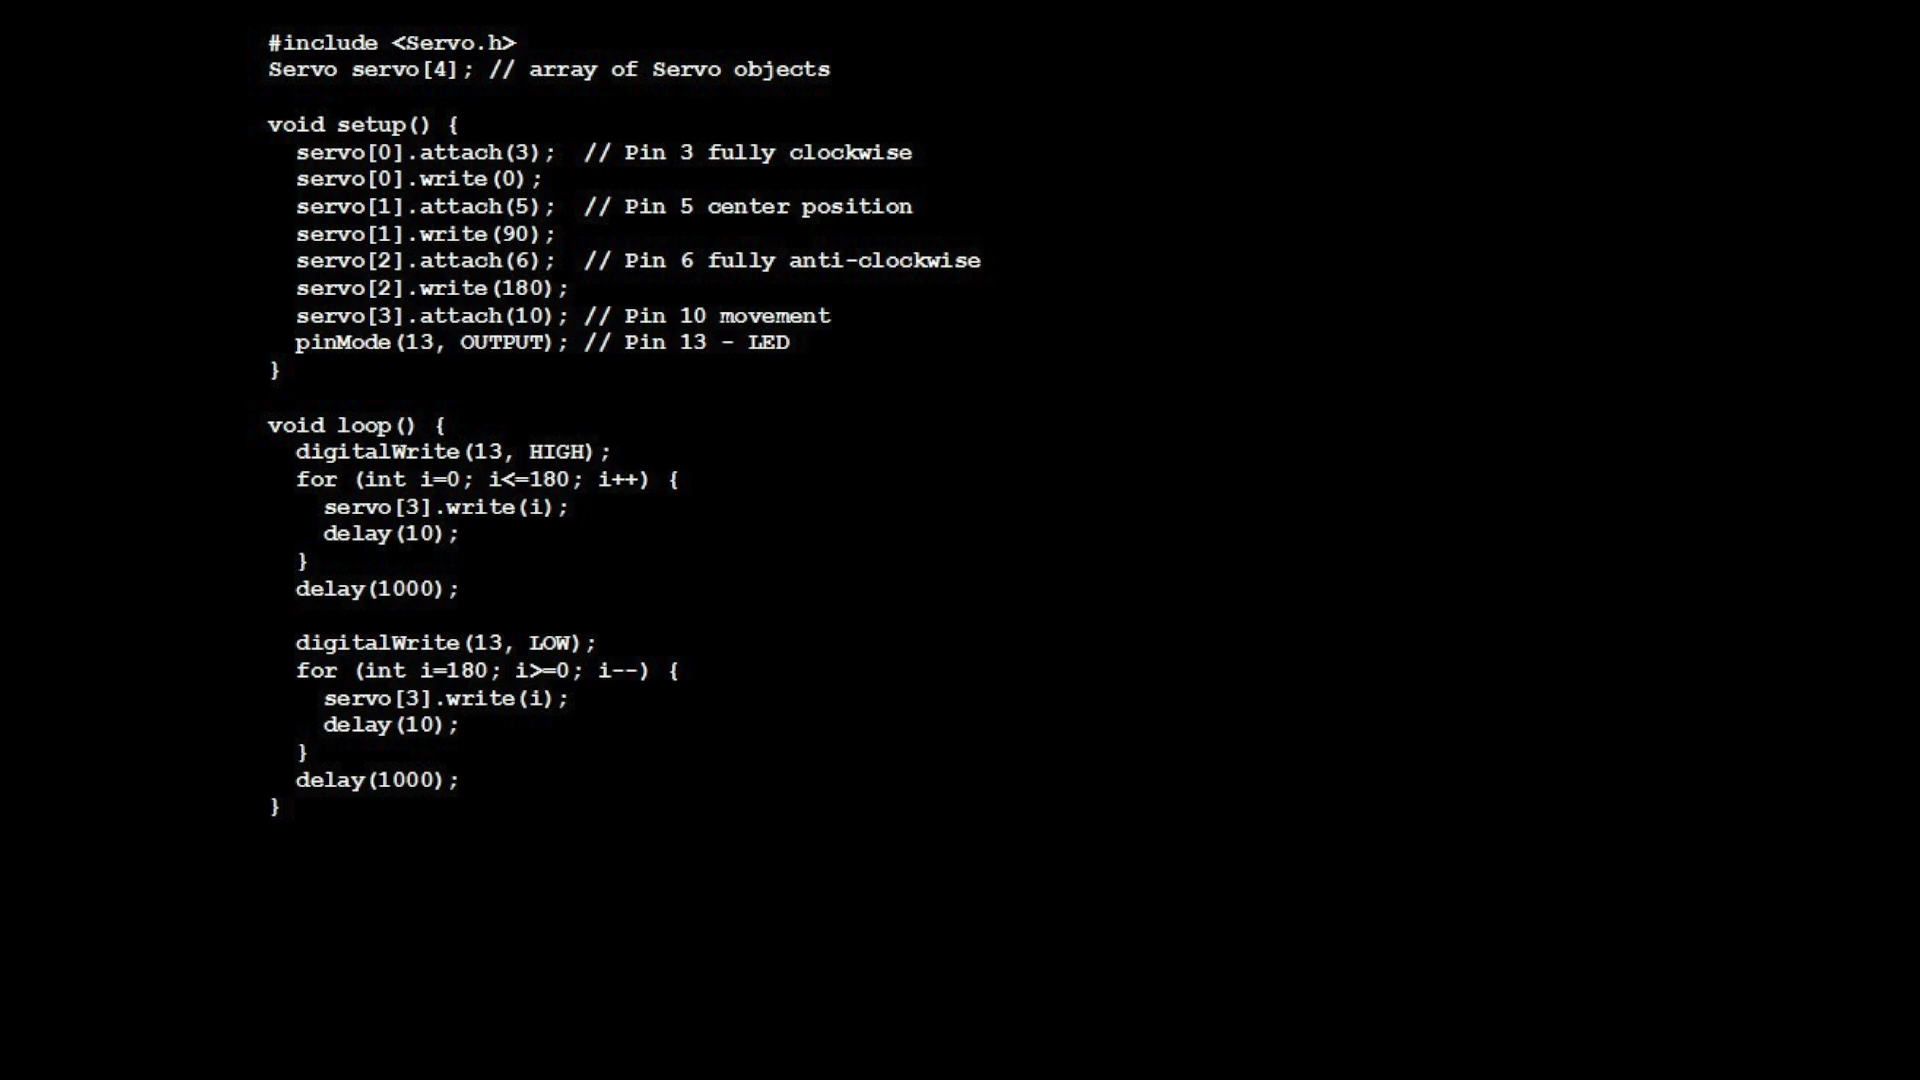 #include <Servo.h>
Servo servo[4]; // array of Servo objects

void setup() {
  servo[0].attach(3);  // Pin 3 fully clockwise
  servo[0].write(0);
  servo[1].attach(5);  // Pin 5 center position
  servo[1].write(90);
  servo[2].attach(6);  // Pin 6 fully anti-clockwise
  servo[2].write(180);
  servo[3].attach(10); // Pin 10 movement
  pinMode(13, OUTPUT); // Pin 13 - LED
}

void loop() {
  digitalWrite(13, HIGH);
  for (int i=0; i<=180; i++) {
    servo[3].write(i);
    delay(10);
  }
  delay(1000);

  digitalWrite(13, LOW);
  for (int i=180; i>=0; i--) {
    servo[3].write(i);
    delay(10);
  }
  delay(1000);
}